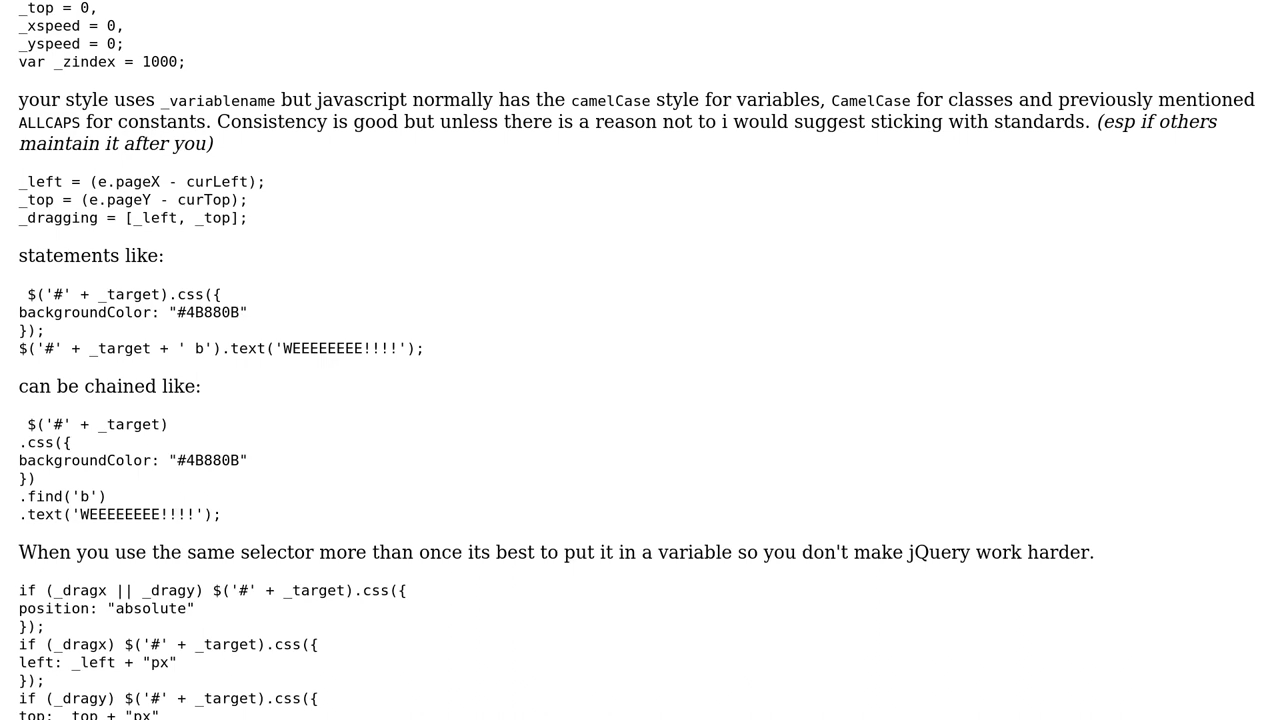 _top = 0,
_xspeed = 0,
_yspeed = 0;
var _zindex = 1000;
your style uses _variablename but javascript normally has the camelCase style for variables, CamelCase for classes and previously mentioned
ALLCAPS for constants. Consistency is good but unless there is a reason not to i would suggest sticking with standards. (esp if others
maintain it after you)
_left = (e.pageX - curLeft);
_top = (e.pageY - curTop);
_dragging = [_left, _top];
statements like:
$('#' + _target).css({
backgroundColor: "#4B880B"
});
$('#' + _target + ' b').text('WEEEEEEEE!!!!');
can be chained like:
$('#' + _target)
.css({
backgroundColor: "#4B880B"
})
.find('b')
.text('WEEEEEEEE!!!!');
When you use the same selector more than once its best to put it in a variable so you don't make jQuery work harder.
if (_dragx || _dragy) $('#' + _target).css({
position: "absolute"
});
if (_dragx) $('#' + _target).css({
left: _left + "px"
});
if (_dragy) $('#' + _target).css({
top: _top + "px"